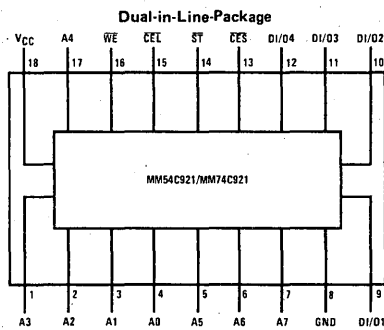 Dual-in-Line-Package
VCC A4 WE CEL ST CES DI/O4 DI/O3 DI/O2
18 17 16 15 14 13 12 11 10
MM54C921/MM74C921
1 2 3 4 5 6 7 8 9
A3 A2 A1 A0 A5 A6 A7 GND DI/O1